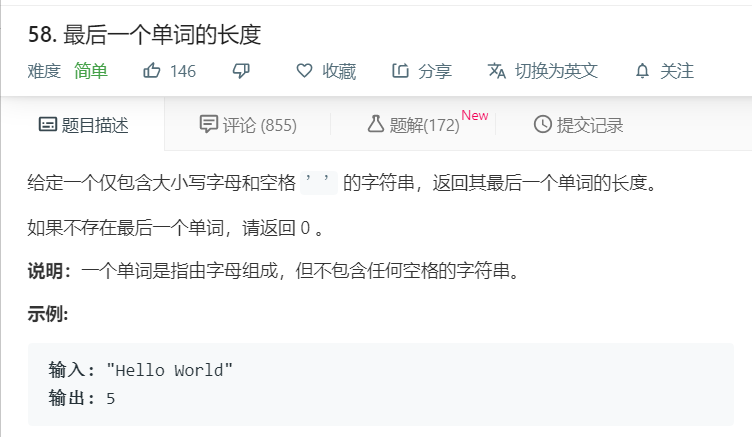 58. 最后一个单词的长度
难度 简单 146 收藏 分享 切换为英文 关注
题目描述 评论 (855) 题解(172) New 提交记录
给定一个仅包含大小写字母和空格 ' ' 的字符串，返回其最后一个单词的长度。
如果不存在最后一个单词，请返回 0 。
说明：一个单词是指由字母组成，但不包含任何空格的字符串。
示例:
输入: "Hello World"
输出: 5